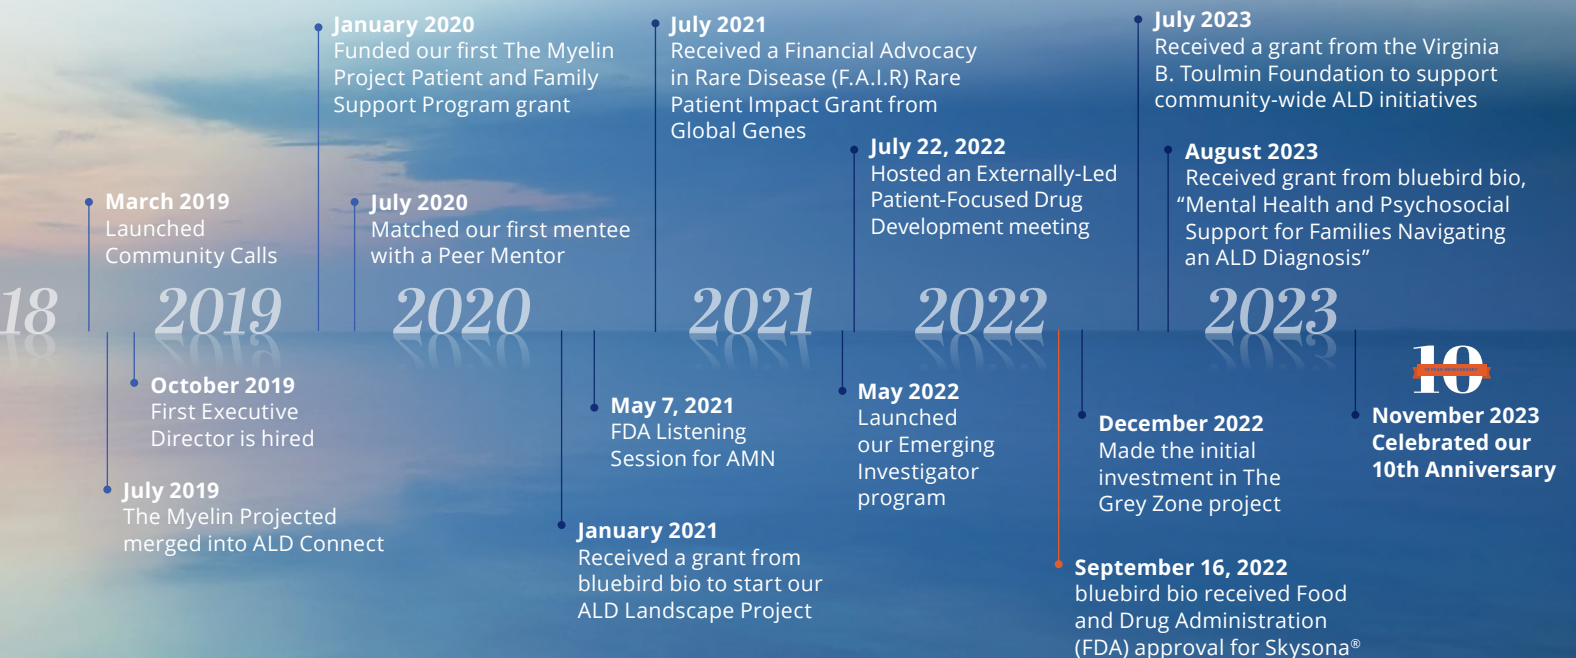 January 2020
Funded our first The Myelin
Project Patient and Family
Support Program grant
July 2021
Received a Financial Advocacy
in Rare Disease (F.A.I.R) Rare
Patient Impact Grant from
Global Genes
July 2023
Received a grant from the Virginia
B. Toulmin Foundation to support
community-wide ALD initiatives
March 2019
Launched
Community Calls
July 2020
Matched our first mentee
with a Peer Mentor
July 22, 2022
Hosted an Externally-Led
Patient-Focused Drug
Development meeting
August 2023
Received grant from bluebird bio,
“Mental Health and Psychosocial
Support for Families Navigating
an ALD Diagnosis”
18 2019 2020 2021 2022 2023
October 2019
First Executive
Director is hired
July 2019
The Myelin Projected
merged into ALD Connect
May 7, 2021
FDA Listening
Session for AMN
January 2021
Received a grant from
bluebird bio to start our
ALD Landscape Project
May 2022
Launched
our Emerging
Investigator
program
December 2022
Made the initial
investment in The
Grey Zone project
September 16, 2022
bluebird bio received Food
and Drug Administration
(FDA) approval for Skysona®
10
November 2023
Celebrated our
10th Anniversary